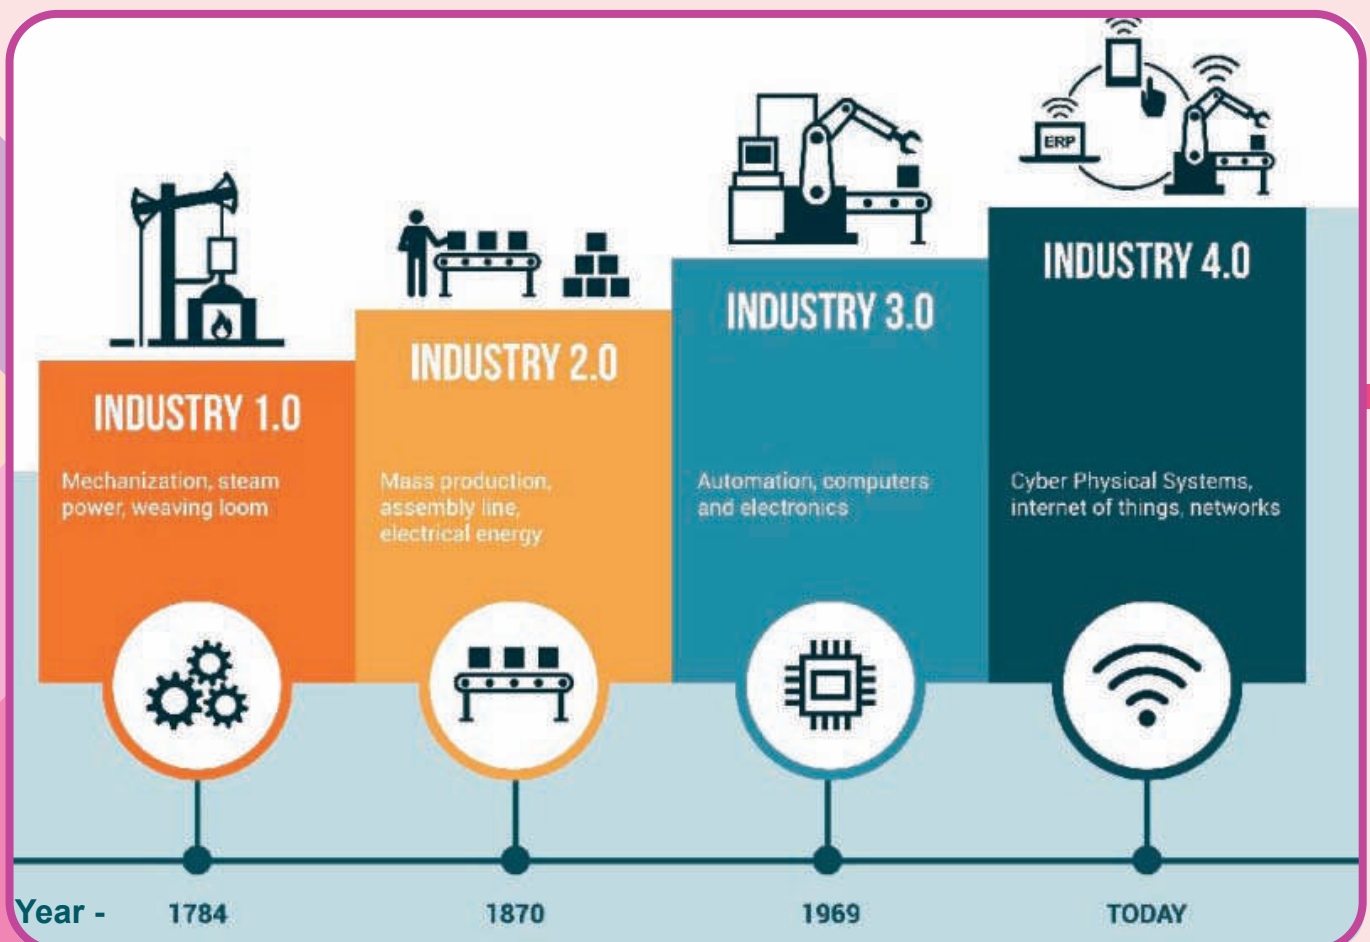 ERP
INDUSTRY 1.0
Mechanization, steam
power, weaving loom
INDUSTRY 2.0
Mass production,
assembly line,
electrical energy
INDUSTRY 3.0
Automation, computers
and electronics
INDUSTRY 4.0
Cyber Physical Systems,
internet of things, networks
Year - 1784 1870 1969 TODAY